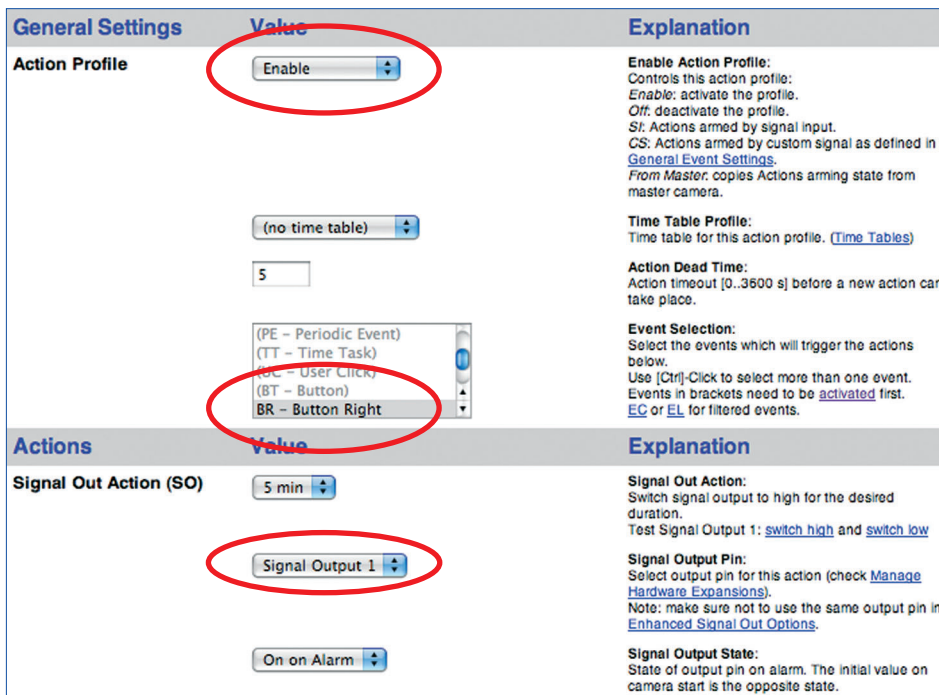 General Settings Value Explanation
Action Profile
Enable
Enable Action Profile:
Controls this action profile:
Enable: activate the profile.
Off: deactivate the profile.
SI: Actions armed by signal input.
CS: Actions armed by custom signal as defined in
General Event Settings.
From Master: copies Actions arming state from
master camera.
(no time table)
Time Table Profile:
Time table for this action profile. (Time Tables)
5
Action Dead Time:
Action timeout [0..3600 s] before a new action can
take place.
(PE – Periodic Event)
(TT – Time Task)
(UC – User Click)
(BT – Button)
BR – Button Right
Event Selection:
Select the events which will trigger the actions
below.
Use [Ctrl]-Click to select more than one event.
Events in brackets need to be activated first.
EC or EL for filtered events.
Actions Value Explanation
Signal Out Action (SO)
5 min
Signal Out Action:
Switch signal output to high for the desired
duration.
Test Signal Output 1: switch high and switch low
Signal Output 1
Signal Output Pin:
Select output pin for this action (check Manage
Hardware Expansions).
Note: make sure not to use the same output pin in
Enhanced Signal Out Options.
On on Alarm
Signal Output State:
State of output pin on alarm. The initial value on
camera start is the opposite state.